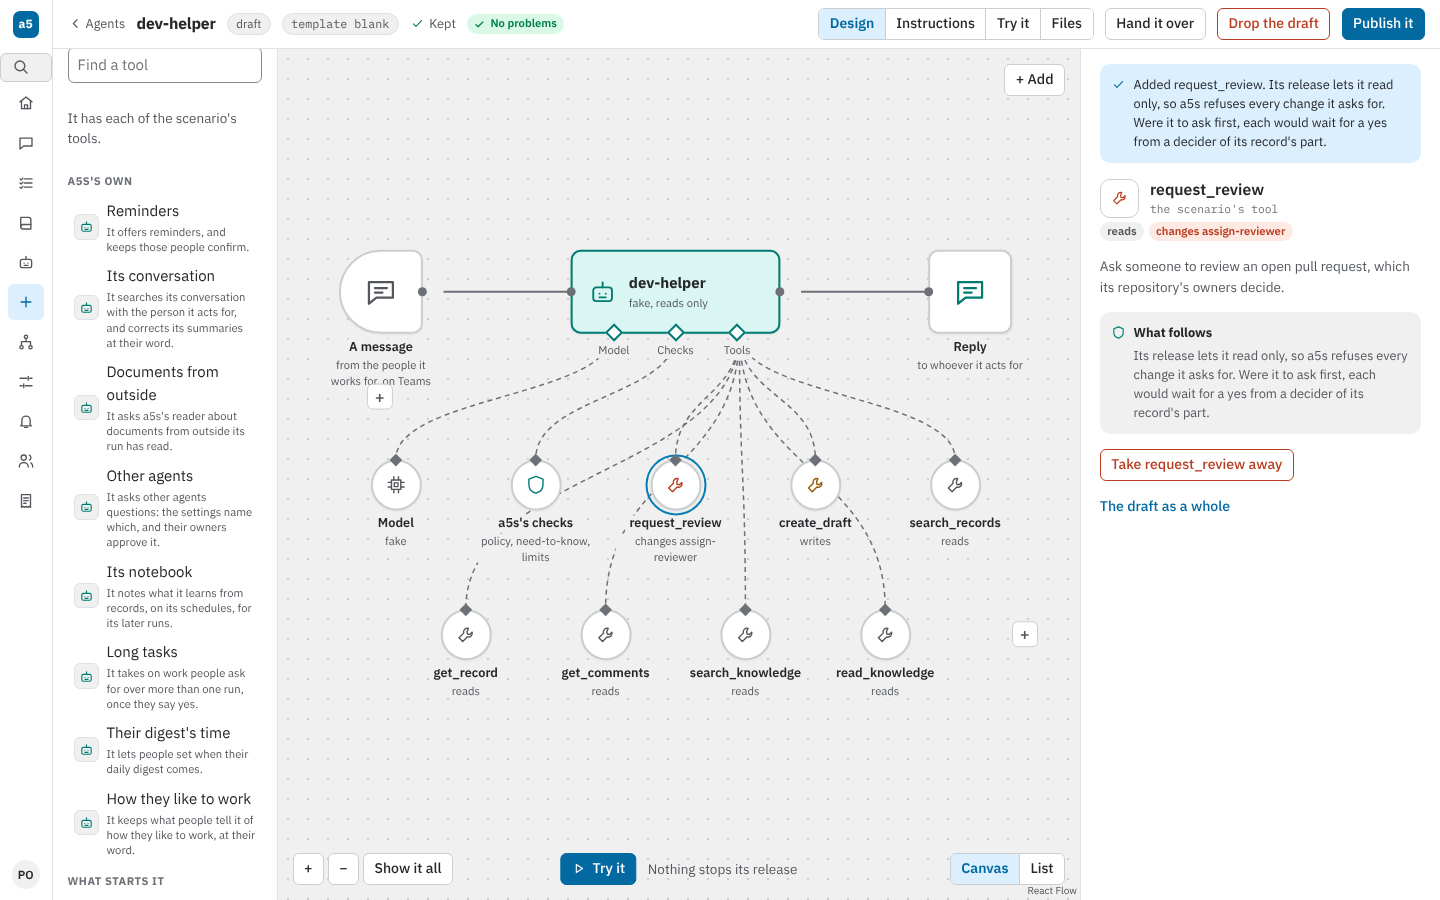 a5
Agents
dev-helper
draft
template blank
Kept
No problems
Design
Instructions
Try it
Files
Hand it over
Drop the draft
Publish it
Find a tool
It has each of the scenario's
tools.
A5S'S OWN
Reminders
It offers reminders, and
keeps those people confirm.
Its conversation
It searches its conversation
with the person it acts for,
and corrects its summaries
at their word.
Documents from
outside
It asks a5s's reader about
documents from outside its
run has read.
Other agents
It asks other agents
questions: the settings name
which, and their owners
approve it.
Its notebook
It notes what it learns from
records, on its schedules, for
its later runs.
Long tasks
It takes on work people ask
for over more than one run,
once they say yes.
Their digest's time
It lets people set when their
daily digest comes.
How they like to work
It keeps what people tell it of
how they like to work, at their
word.
WHAT STARTS IT
PO
+ Add
A message
from the people it
works for, on Teams
+
dev-helper
fake, reads only
Model
Checks
Tools
Reply
to whoever it acts for
Model
fake
a5s's checks
policy, need-to-know,
limits
request_review
changes assign-
reviewer
create_draft
writes
search_records
reads
get_record
reads
get_comments
reads
search_knowledge
reads
read_knowledge
reads
+
+
−
Show it all
Try it
Nothing stops its release
Canvas
List
React Flow
Added request_review. Its release lets it read
only, so a5s refuses every change it asks for.
Were it to ask first, each would wait for a yes
from a decider of its record's part.
request_review
the scenario's tool
reads
changes assign-reviewer
Ask someone to review an open pull request, which
its repository's owners decide.
What follows
Its release lets it read only, so a5s refuses every
change it asks for. Were it to ask first, each
would wait for a yes from a decider of its
record's part.
Take request_review away
The draft as a whole